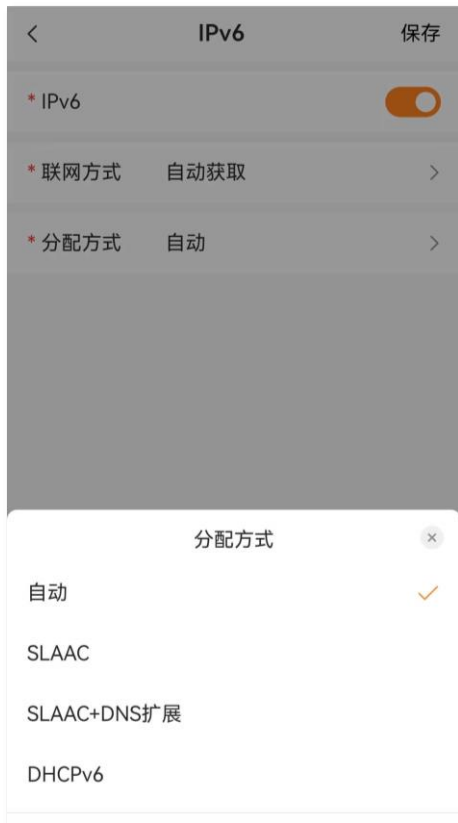 IPv6 保存
* IPv6
* 联网方式 自动获取
* 分配方式 自动
分配方式
自动
SLAAC
SLAAC+DNS扩展
DHCPv6